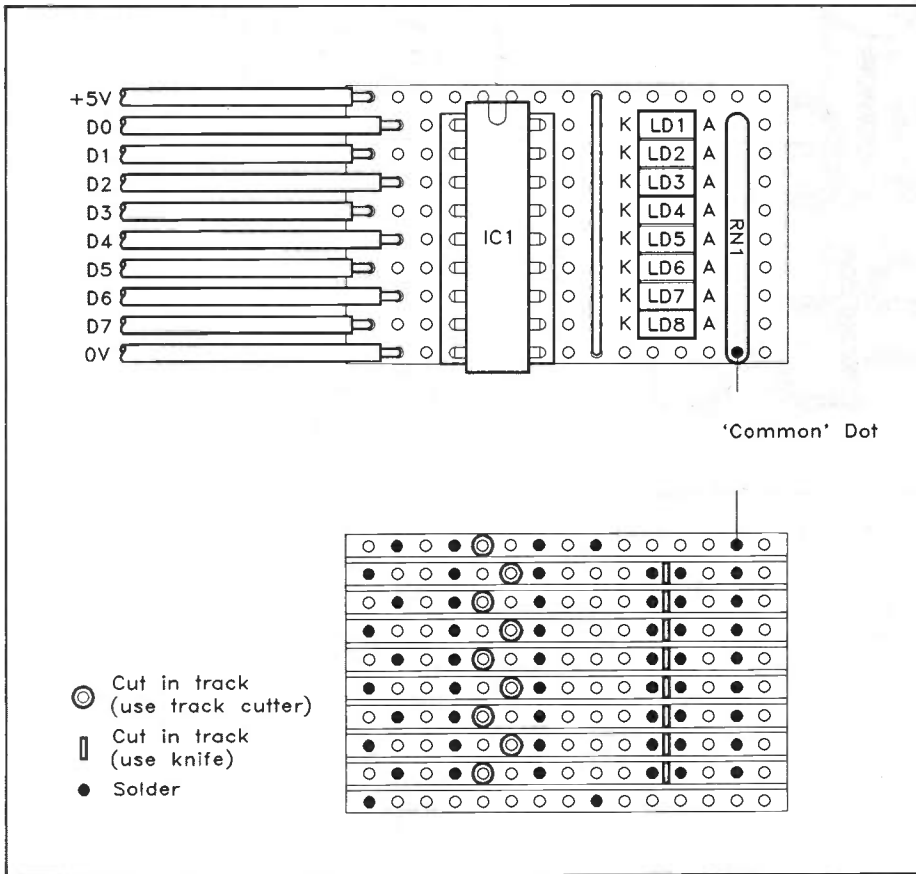 +5V
D0
D1
D2
D3
D4
D5
D6
D7
0V
IC1
K LD1 A
K LD2 A
K LD3 A
K LD4 A
K LD5 A
K LD6 A
K LD7 A
K LD8 A
RN1
'Common' Dot
Cut in track
(use track cutter)
Cut in track
(use knife)
Solder